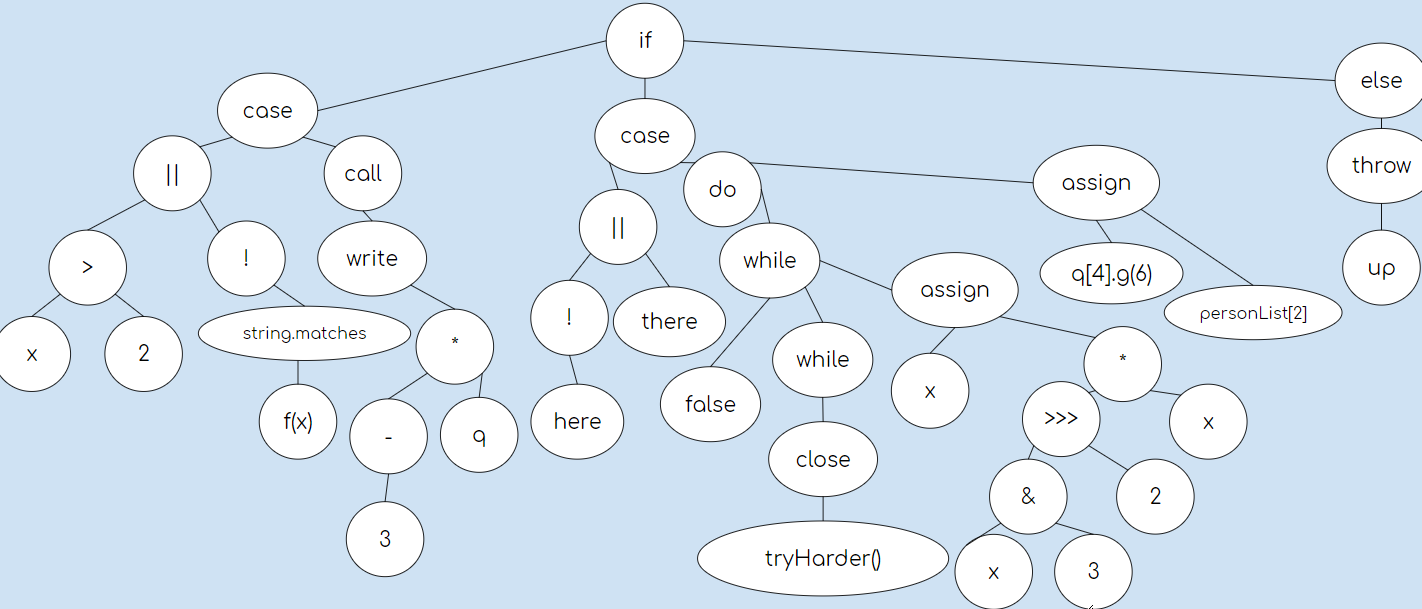 if
case
case
else
||
call
do
assign
throw
>
!
write
||
while
assign
q[4].g(6)
personList[2]
up
x
2
string.matches
*
!
there
while
x
*
f(x)
-
q
here
false
close
>>>
x
3
tryHarder()
&
2
x
3